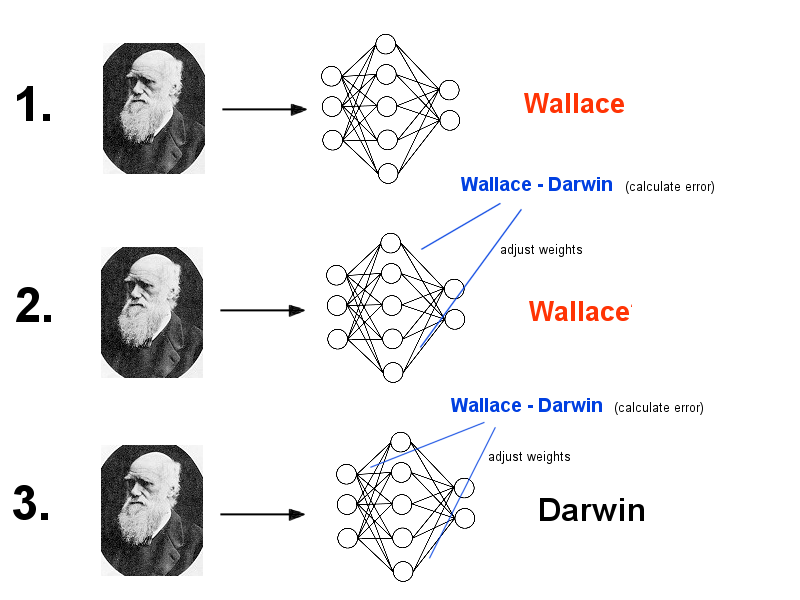 1.
Wallace
Wallace - Darwin (calculate error)
adjust weights
2.
Wallace
Wallace - Darwin (calculate error)
adjust weights
3.
Darwin